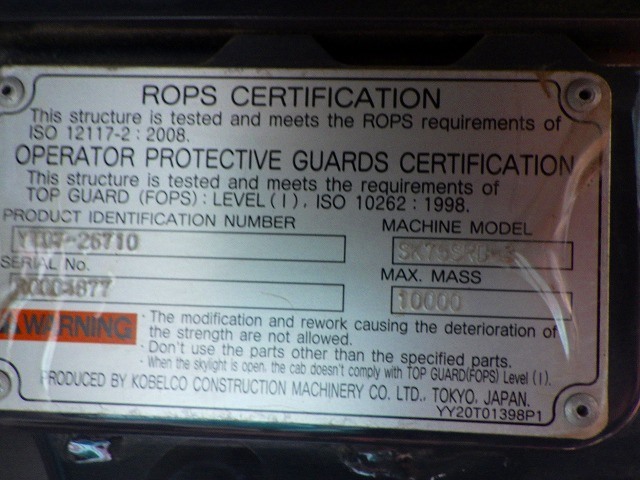 ROPS CERTIFICATION
This structure is tested and meets the ROPS requirements of
ISO 12117-2 : 2008.
OPERATOR PROTECTIVE GUARDS CERTIFICATION
This structure is tested and meets the requirements of
TOP GUARD (FOPS) : LEVEL ( I ) , ISO 10262 : 1998.
PRODUCT IDENTIFICATION NUMBER
YT07-26710
MACHINE MODEL
SK75SRD-3
SERIAL No.
MAX. MASS
10000
WARNING
· The modification and rework causing the deterioration of
the strength are not allowed.
· Don't use the parts other than the specified parts.
· When the skylight is open, the cab doesn't comply with TOP GUARD(FOPS) Level ( I ).
PRODUCED BY KOBELCO CONSTRUCTION MACHINERY CO. LTD., TOKYO, JAPAN.
YY20T01398P1